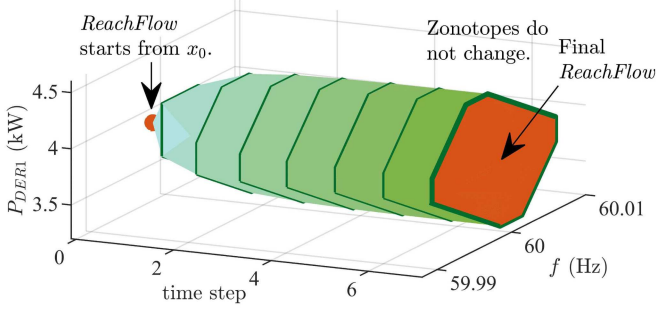 ReachFlow
starts from x₀.
Zonotopes do
not change.
Final
ReachFlow
4.5
4
3.5
P_DER1 (kW)
0
2
4
6
time step
59.99
60
60.01
f (Hz)